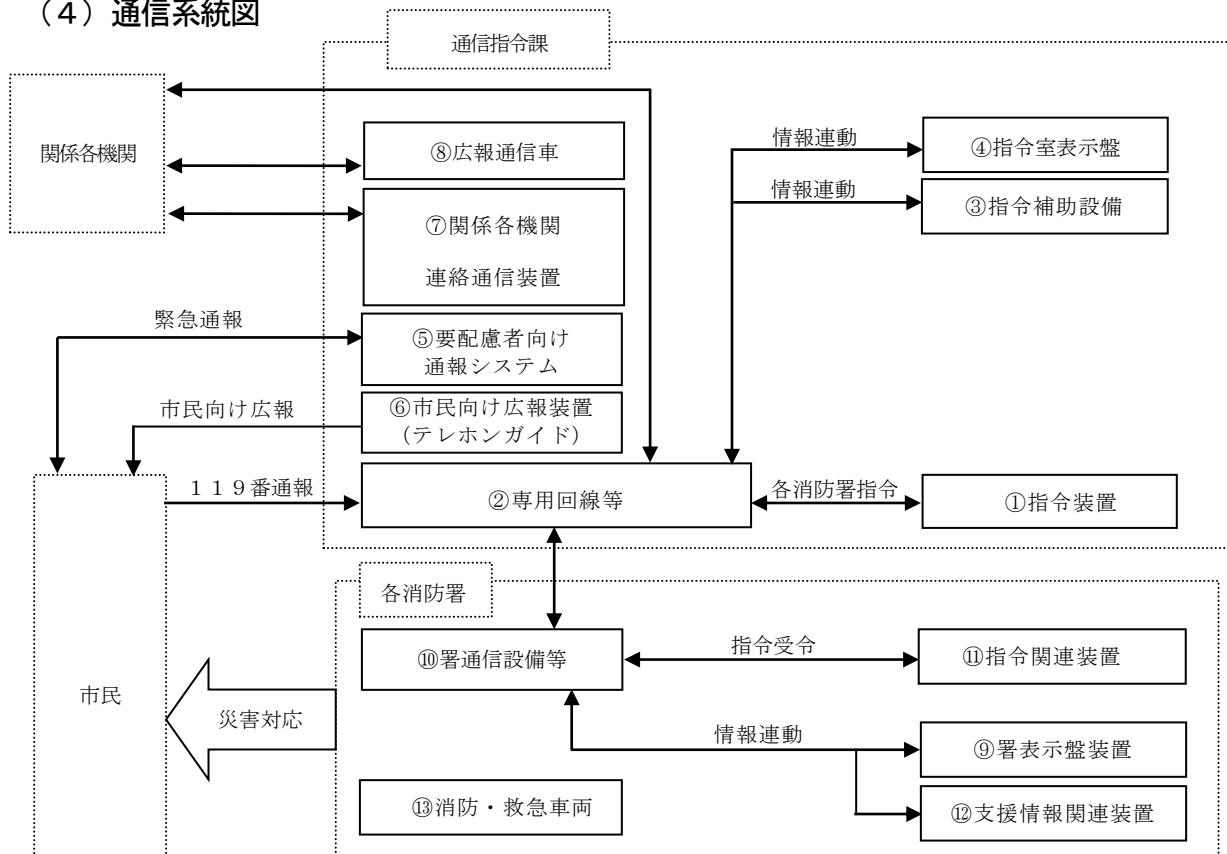 （４）通信系統図
通信指令課
関係各機関
⑧広報通信車
情報連動
④指令室表示盤
情報連動
③指令補助設備
⑦関係各機関
連絡通信装置
緊急通報
⑤要配慮者向け
通報システム
市民向け広報
⑥市民向け広報装置
（テレホンガイド）
１１９番通報
②専用回線等
各消防署指令
①指令装置
各消防署
⑩署通信設備等
指令受令
⑪指令関連装置
市民
災害対応
情報連動
⑨署表示盤装置
⑬消防・救急車両
⑫支援情報関連装置